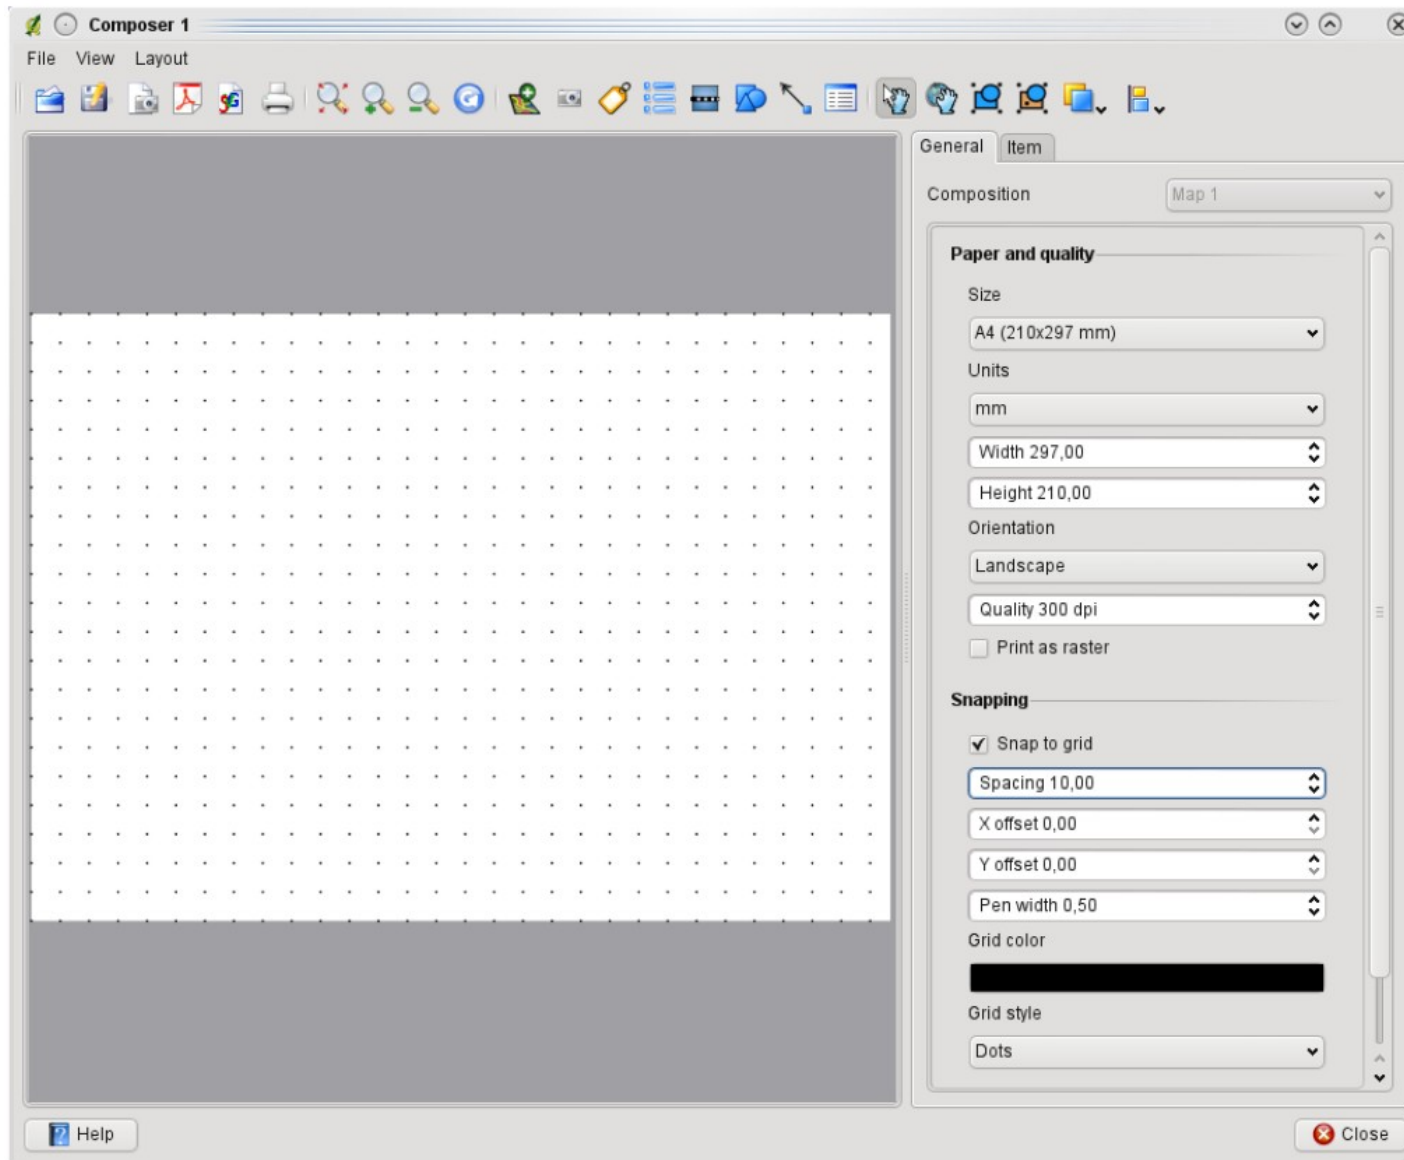 Composer 1
File View Layout
General Item
Composition Map 1
Paper and quality
Size
A4 (210x297 mm)
Units
mm
Width 297,00
Height 210,00
Orientation
Landscape
Quality 300 dpi
Print as raster
Snapping
Snap to grid
Spacing 10,00
X offset 0,00
Y offset 0,00
Pen width 0,50
Grid color
Grid style
Dots
Help Close